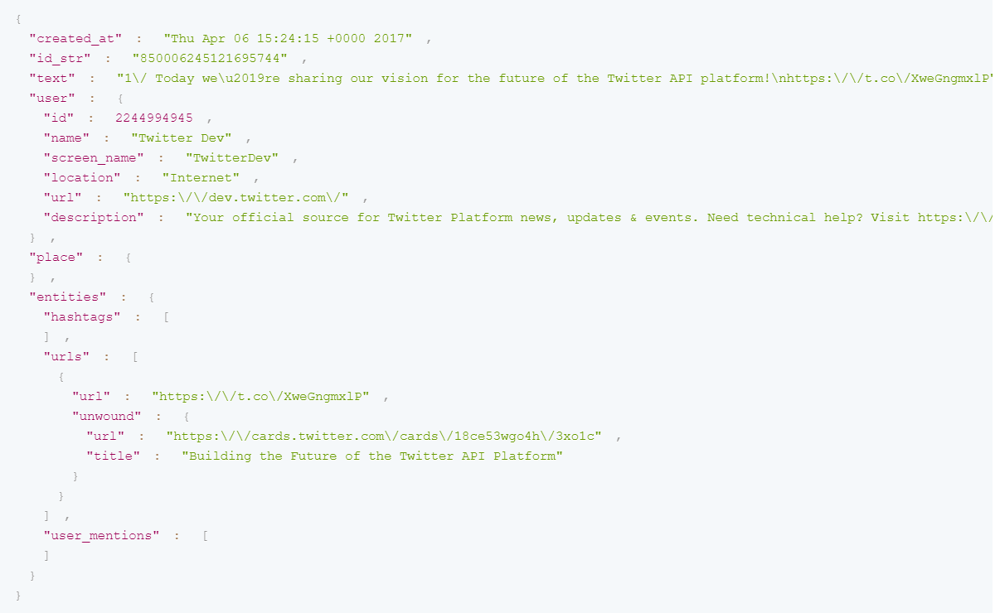 {
"created_at" : "Thu Apr 06 15:24:15 +0000 2017" ,
"id_str" : "850006245121695744" ,
"text" : "1\/ Today we\u2019re sharing our vision for the future of the Twitter API platform!\nhttps:\/\/t.co\/XweGngmxlP"
"user" : {
"id" : 2244994945 ,
"name" : "Twitter Dev" ,
"screen_name" : "TwitterDev" ,
"location" : "Internet" ,
"url" : "https:\/\/dev.twitter.com\/" ,
"description" : "Your official source for Twitter Platform news, updates & events. Need technical help? Visit https:\/\/
} ,
"place" : {
} ,
"entities" : {
"hashtags" : [
] ,
"urls" : [
{
"url" : "https:\/\/t.co\/XweGngmxlP" ,
"unwound" : {
"url" : "https:\/\/cards.twitter.com\/cards\/18ce53wgo4h\/3xo1c" ,
"title" : "Building the Future of the Twitter API Platform"
}
}
] ,
"user_mentions" : [
]
}
}